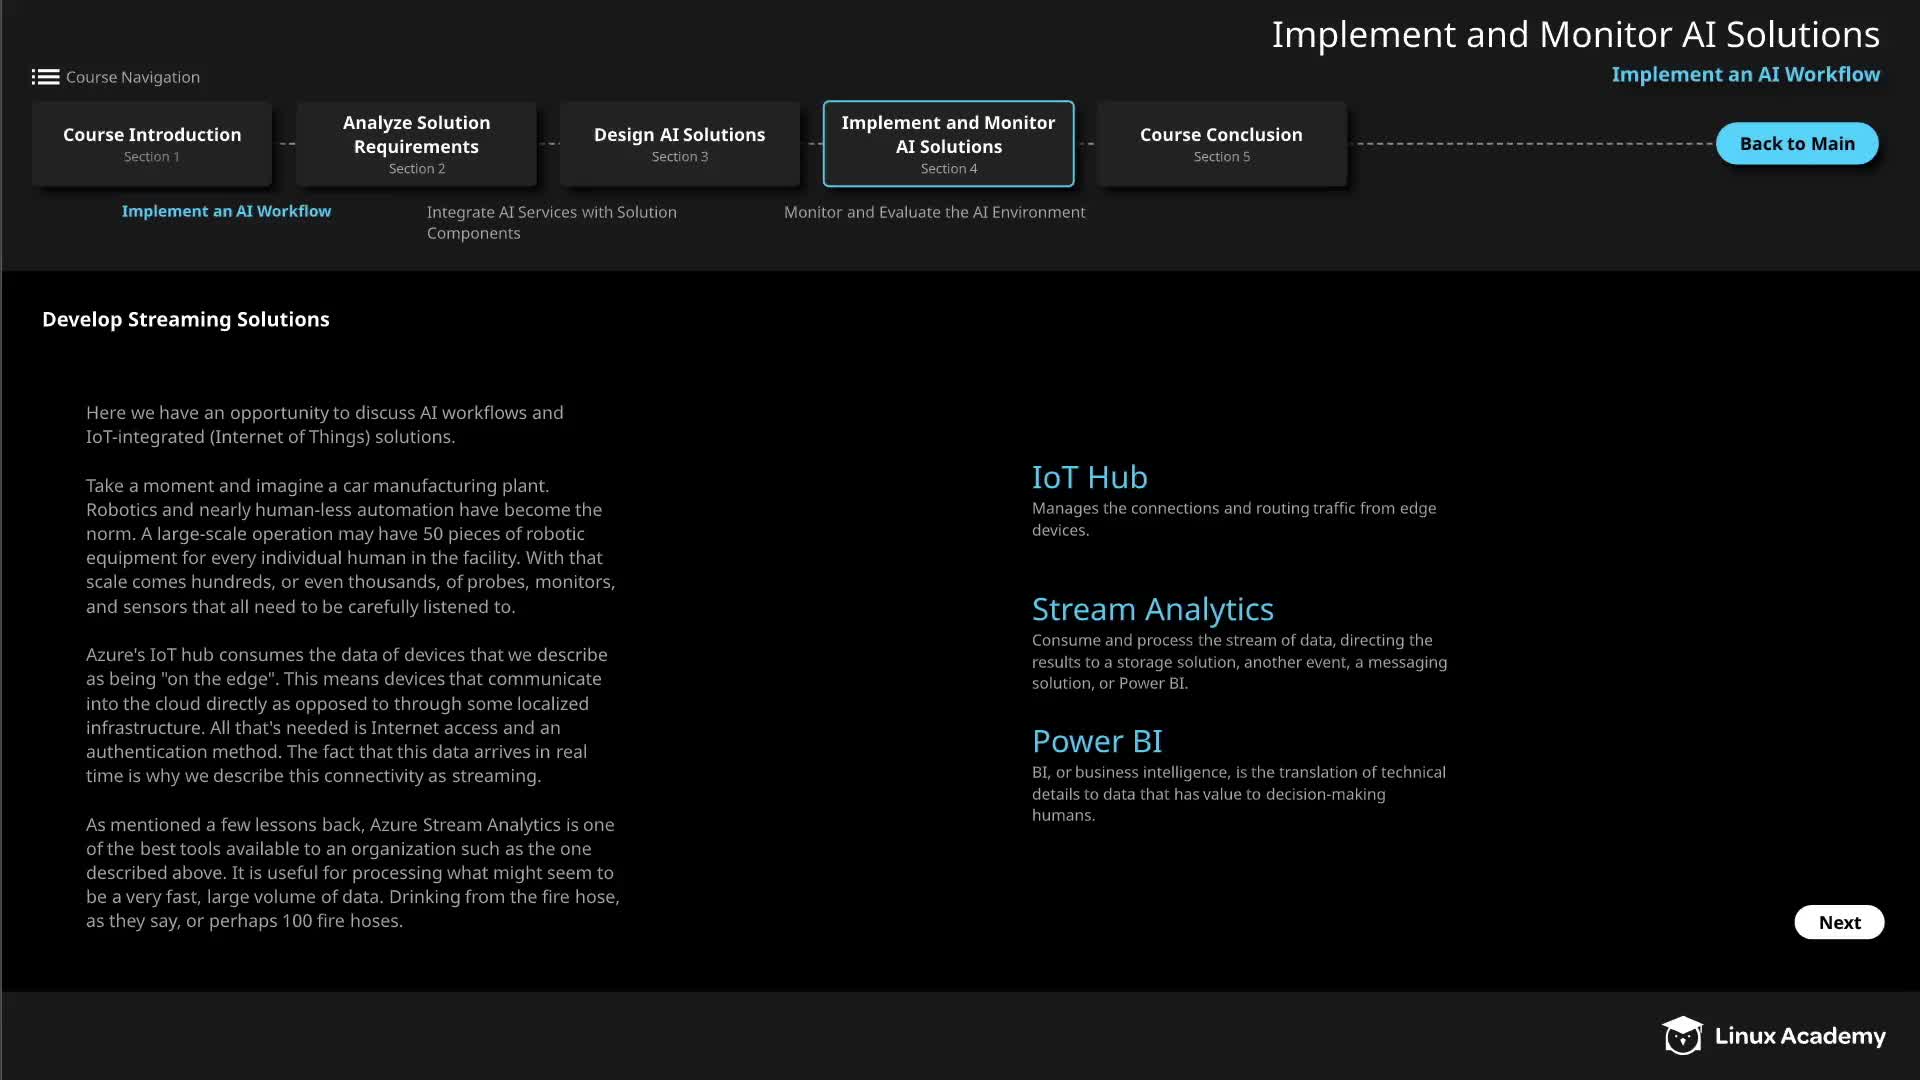 Implement and Monitor AI Solutions
Implement an AI Workflow
Course Navigation
Course Introduction
Section 1
Analyze Solution
Requirements
Section 2
Design AI Solutions
Section 3
Implement and Monitor
AI Solutions
Section 4
Course Conclusion
Section 5
Back to Main
Implement an AI Workflow
Integrate AI Services with Solution
Components
Monitor and Evaluate the AI Environment
Develop Streaming Solutions
Here we have an opportunity to discuss AI workflows and
IoT-integrated (Internet of Things) solutions.
Take a moment and imagine a car manufacturing plant.
Robotics and nearly human-less automation have become the
norm. A large-scale operation may have 50 pieces of robotic
equipment for every individual human in the facility. With that
scale comes hundreds, or even thousands, of probes, monitors,
and sensors that all need to be carefully listened to.
Azure's IoT hub consumes the data of devices that we describe
as being "on the edge". This means devices that communicate
into the cloud directly as opposed to through some localized
infrastructure. All that's needed is Internet access and an
authentication method. The fact that this data arrives in real
time is why we describe this connectivity as streaming.
As mentioned a few lessons back, Azure Stream Analytics is one
of the best tools available to an organization such as the one
described above. It is useful for processing what might seem to
be a very fast, large volume of data. Drinking from the fire hose,
as they say, or perhaps 100 fire hoses.
IoT Hub
Manages the connections and routing traffic from edge
devices.
Stream Analytics
Consume and process the stream of data, directing the
results to a storage solution, another event, a messaging
solution, or Power BI.
Power BI
BI, or business intelligence, is the translation of technical
details to data that has value to decision-making
humans.
Next
Linux Academy